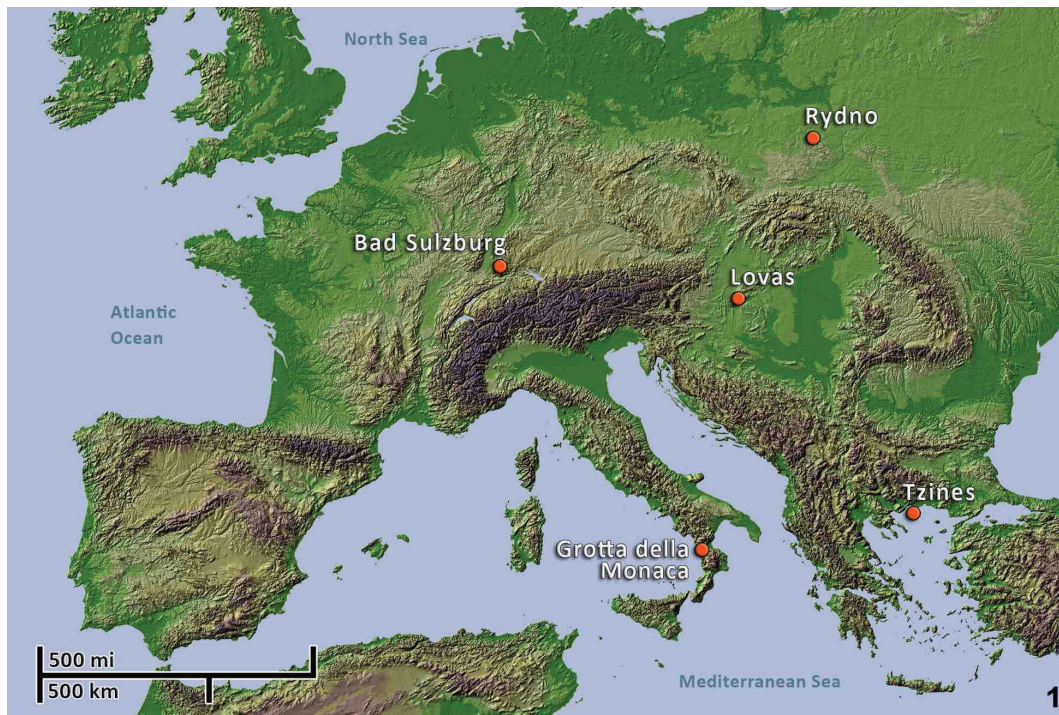 North Sea
Rydno
Bad Sulzburg
Lovas
Atlantic
Ocean
Tzines
Grotta della
Monaca
500 mi
500 km
Mediterranean Sea
1